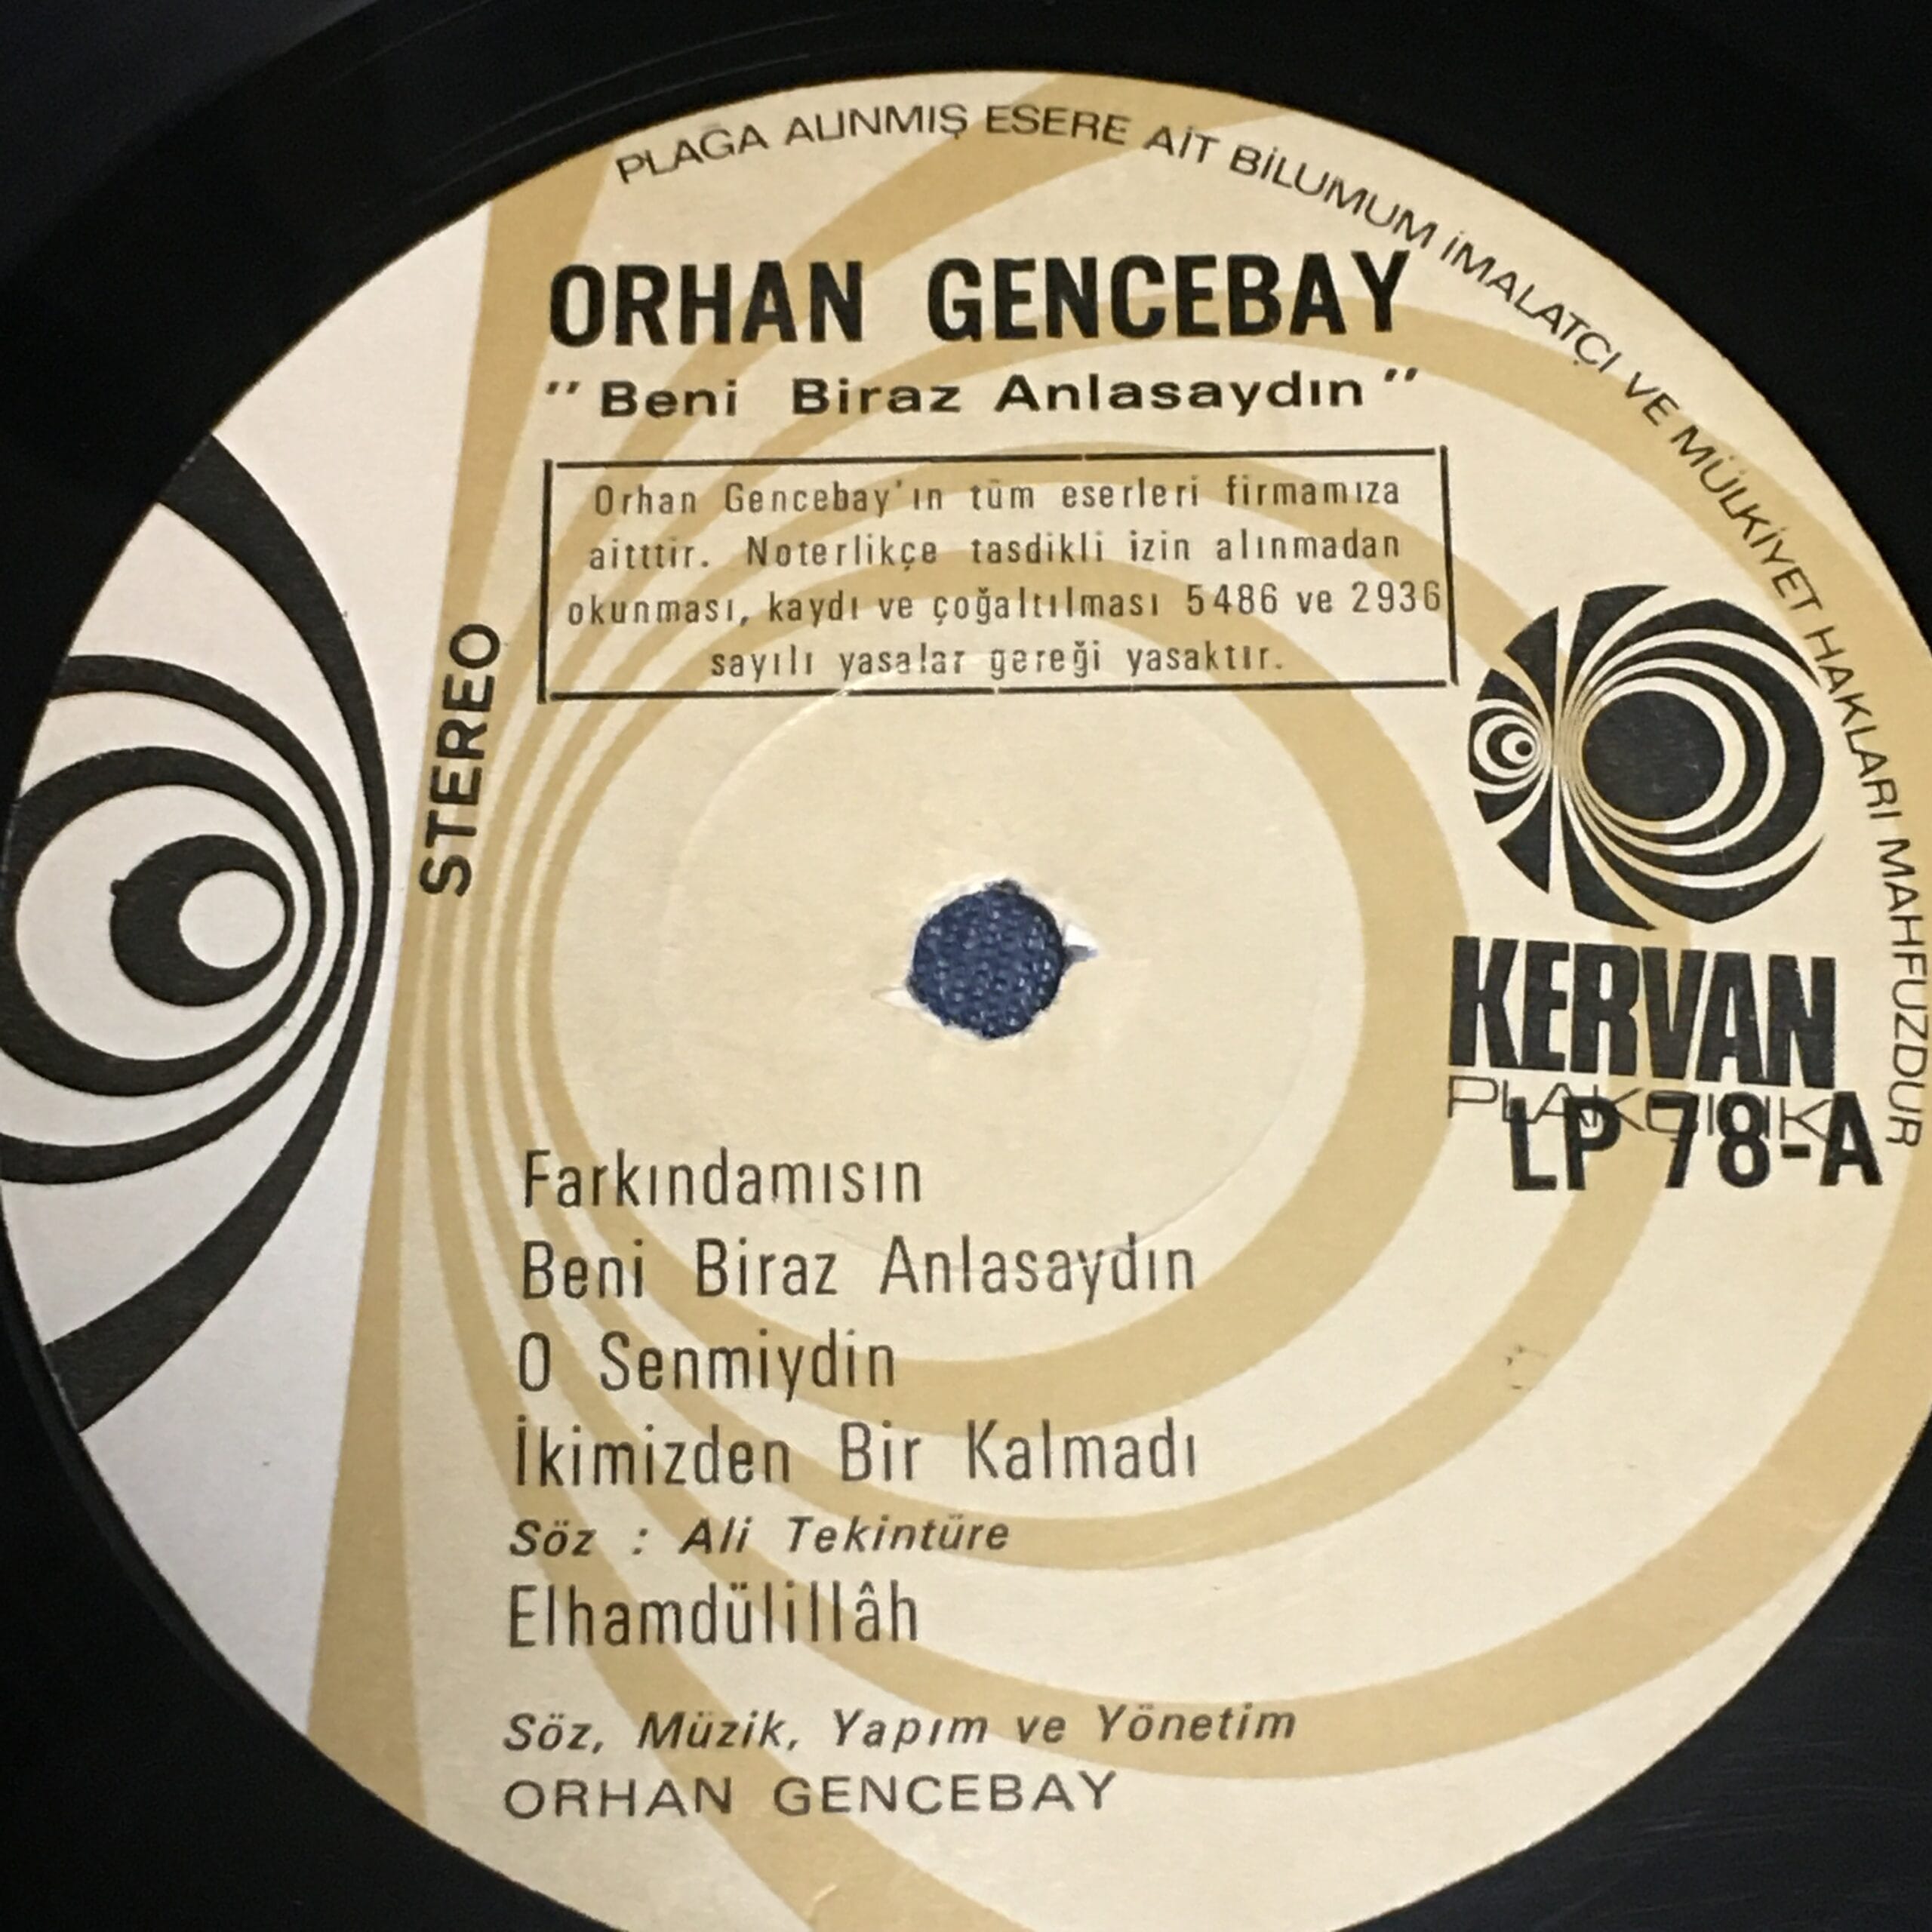 PLAĞA ALINMIŞ ESERE AİT BİLUMUM İMALATÇI VE MÜLKİYET HAKLARI MAHFUZDUR
ORHAN GENCEBAY
"Beni Biraz Anlasaydın"
Orhan Gencebay'ın tüm eserleri firmamıza
aitttir. Noterlikçe tasdikli izin alınmadan
okunması, kaydı ve çoğaltılması 5486 ve 2936
sayılı yasalar gereği yasaktır.
STEREO
KERVAN
PLAKCILIK
LP 78-A
Farkındamısın
Beni Biraz Anlasaydın
O Senmiydin
İkimizden Bir Kalmadı
Söz : Ali Tekintüre
Elhamdülillâh
Söz, Müzik, Yapım ve Yönetim
ORHAN GENCEBAY